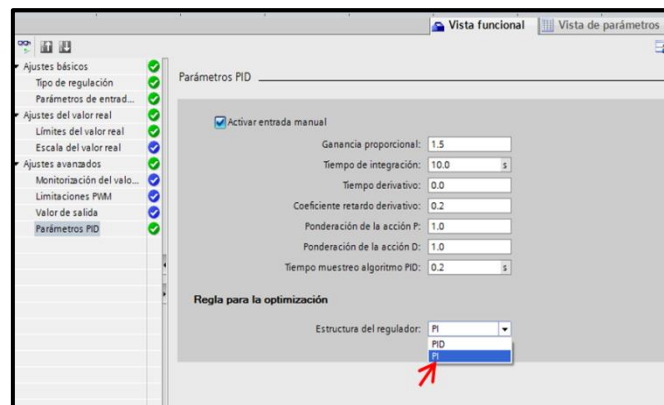 Vista funcional
Vista de parámetros
Ajustes básicos
Tipo de regulación
Parámetros de entrad...
Ajustes del valor real
Límites del valor real
Escala del valor real
Ajustes avanzados
Monitorización del valo...
Limitaciones PWM
Valor de salida
Parámetros PID
Parámetros PID
Activar entrada manual
Ganancia proporcional: 1.5
Tiempo de integración: 10.0 s
Tiempo derivativo: 0.0
Coeficiente retardo derivativo: 0.2
Ponderación de la acción P: 1.0
Ponderación de la acción D: 1.0
Tiempo muestreo algoritmo PID: 0.2 s
Regla para la optimización
Estructura del regulador: PI
PID
PI